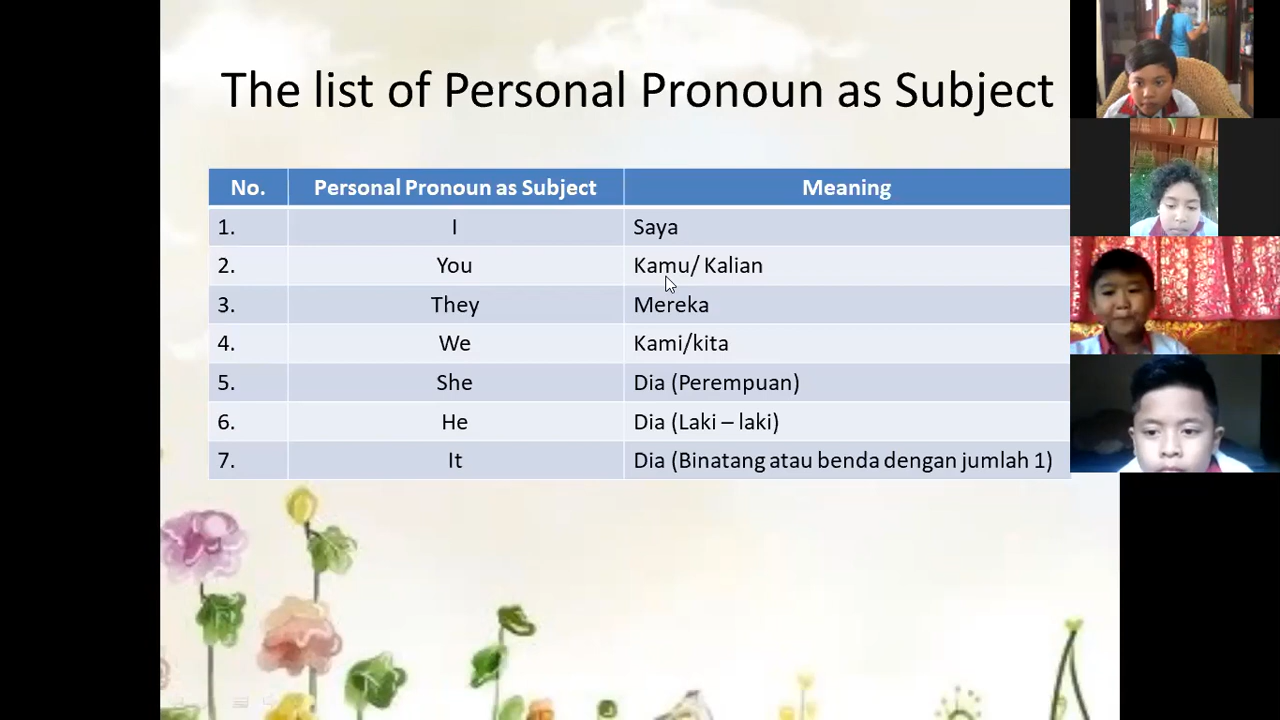 The list of Personal Pronoun as Subject
No. Personal Pronoun as Subject Meaning
1. I Saya
2. You Kamu/ Kalian
3. They Mereka
4. We Kami/kita
5. She Dia (Perempuan)
6. He Dia (Laki – laki)
7. It Dia (Binatang atau benda dengan jumlah 1)